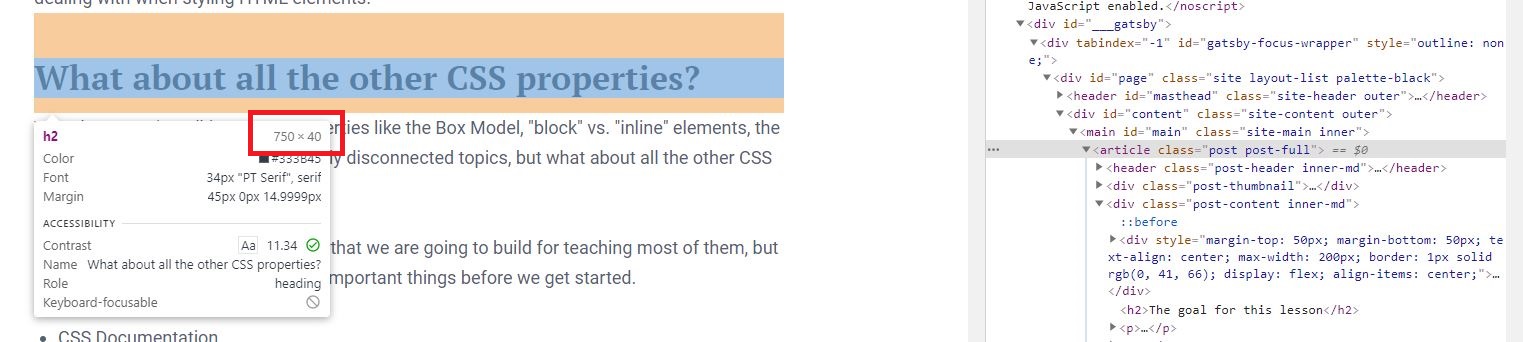 dealing with when styling HTML elements.
What about all the other CSS properties?
h2 750 × 40
Color #333B45
Font 34px "PT Serif", serif
Margin 45px 0px 14.9999px
ACCESSIBILITY
Contrast Aa 11.34
Name What about all the other CSS properties?
Role heading
Keyboard-focusable
ties like the Box Model, "block" vs. "inline" elements, the
ly disconnected topics, but what about all the other CSS
that we are going to build for teaching most of them, but
mportant things before we get started.
CSS Documentation
JavaScript enabled.</noscript>
▼<div id="___gatsby">
▼<div tabindex="-1" id="gatsby-focus-wrapper" style="outline: non
e;">
▼<div id="page" class="site layout-list palette-black">
▶<header id="masthead" class="site-header outer">…</header>
▼<div id="content" class="site-content outer">
▼<main id="main" class="site-main inner">
… ▼<article class="post post-full"> == $0
▶<header class="post-header inner-md">…</header>
▶<div class="post-thumbnail">…</div>
▼<div class="post-content inner-md">
::before
▶<div style="margin-top: 50px; margin-bottom: 50px; te
xt-align: center; max-width: 200px; border: 1px solid
rgb(0, 41, 66); display: flex; align-items: center;">…
</div>
<h2>The goal for this lesson</h2>
▶<p>…</p>